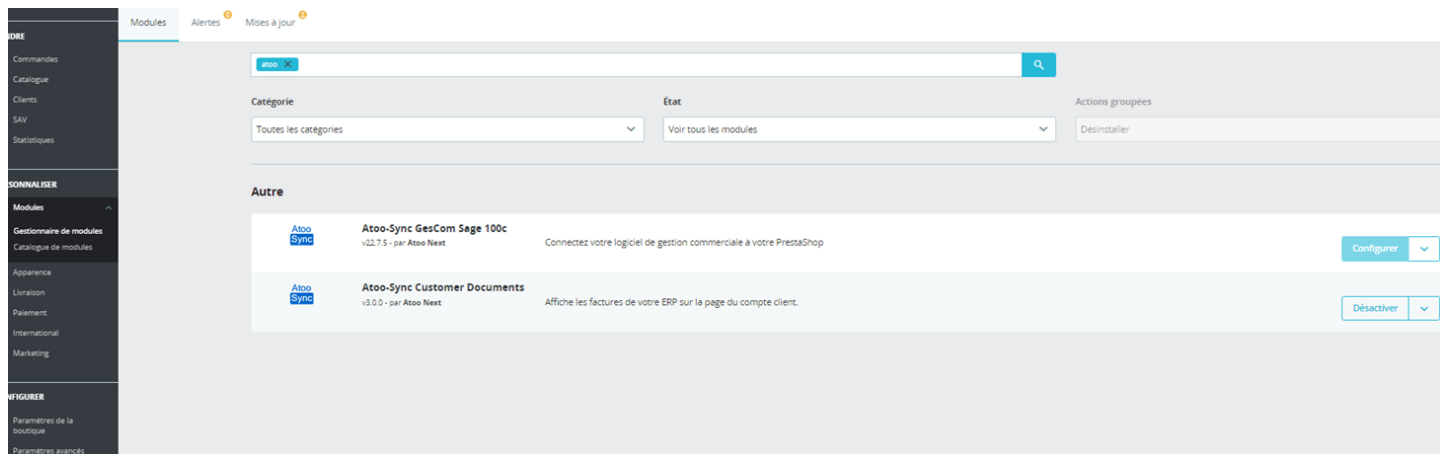 Modules Alertes 0 Mises à jour 2
NDRE
Commandes
Catalogue
Clients
SAV
Statistiques
SONNALISER
Modules
Gestionnaire de modules
Catalogue de modules
Apparence
Livraison
Paiement
International
Marketing
NFIGURER
Paramètres de la
boutique
Paramètres avancés
atoo
Catégorie État Actions groupées
Toutes les catégories Voir tous les modules Désinstaller
Autre
Atoo
Sync
Atoo-Sync GesCom Sage 100c
v22.7.5 - par Atoo Next
Connectez votre logiciel de gestion commerciale à votre PrestaShop
Configurer
Atoo
Sync
Atoo-Sync Customer Documents
v3.0.0 - par Atoo Next
Affiche les factures de votre ERP sur la page du compte client.
Désactiver